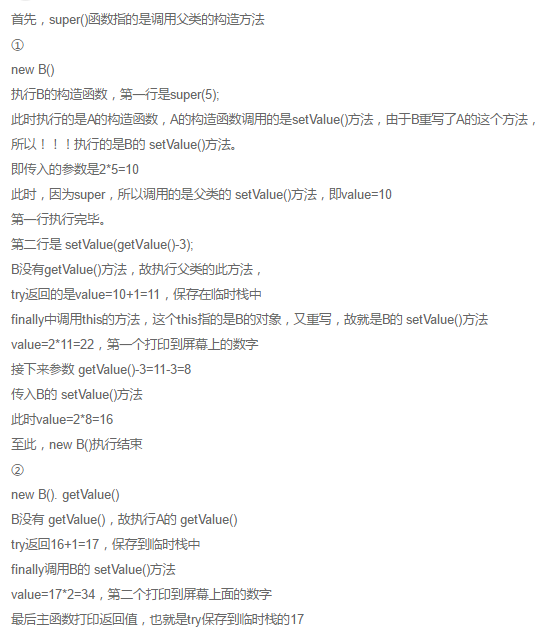 首先，super()函数指的是调用父类的构造方法
①
new B()
执行B的构造函数，第一行是super(5);
此时执行的是A的构造函数，A的构造函数调用的是setValue()方法，由于B重写了A的这个方法，
所以！！！执行的是B的 setValue()方法。
即传入的参数是2*5=10
此时，因为super，所以调用的是父类的 setValue()方法，即value=10
第一行执行完毕。
第二行是 setValue(getValue()-3);
B没有getValue()方法，故执行父类的此方法，
try返回的是value=10+1=11，保存在临时栈中
finally中调用this的方法，这个this指的是B的对象，又重写，故就是B的 setValue()方法
value=2*11=22，第一个打印到屏幕上的数字
接下来参数 getValue()-3=11-3=8
传入B的 setValue()方法
此时value=2*8=16
至此，new B()执行结束
②
new B(). getValue()
B没有 getValue()，故执行A的 getValue()
try返回16+1=17，保存到临时栈中
finally调用B的 setValue()方法
value=17*2=34，第二个打印到屏幕上面的数字
最后主函数打印返回值，也就是try保存到临时栈的17